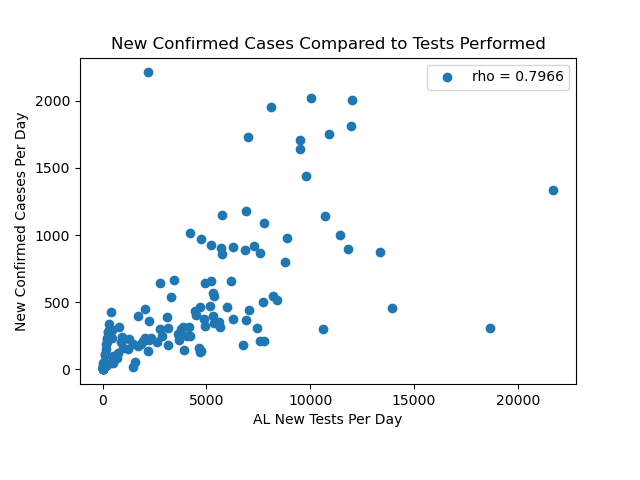 New Confirmed Cases Compared to Tests Performed
rho = 0.7966
New Confirmed Caeses Per Day
2000
1500
1000
500
0
0 5000 10000 15000 20000
AL New Tests Per Day